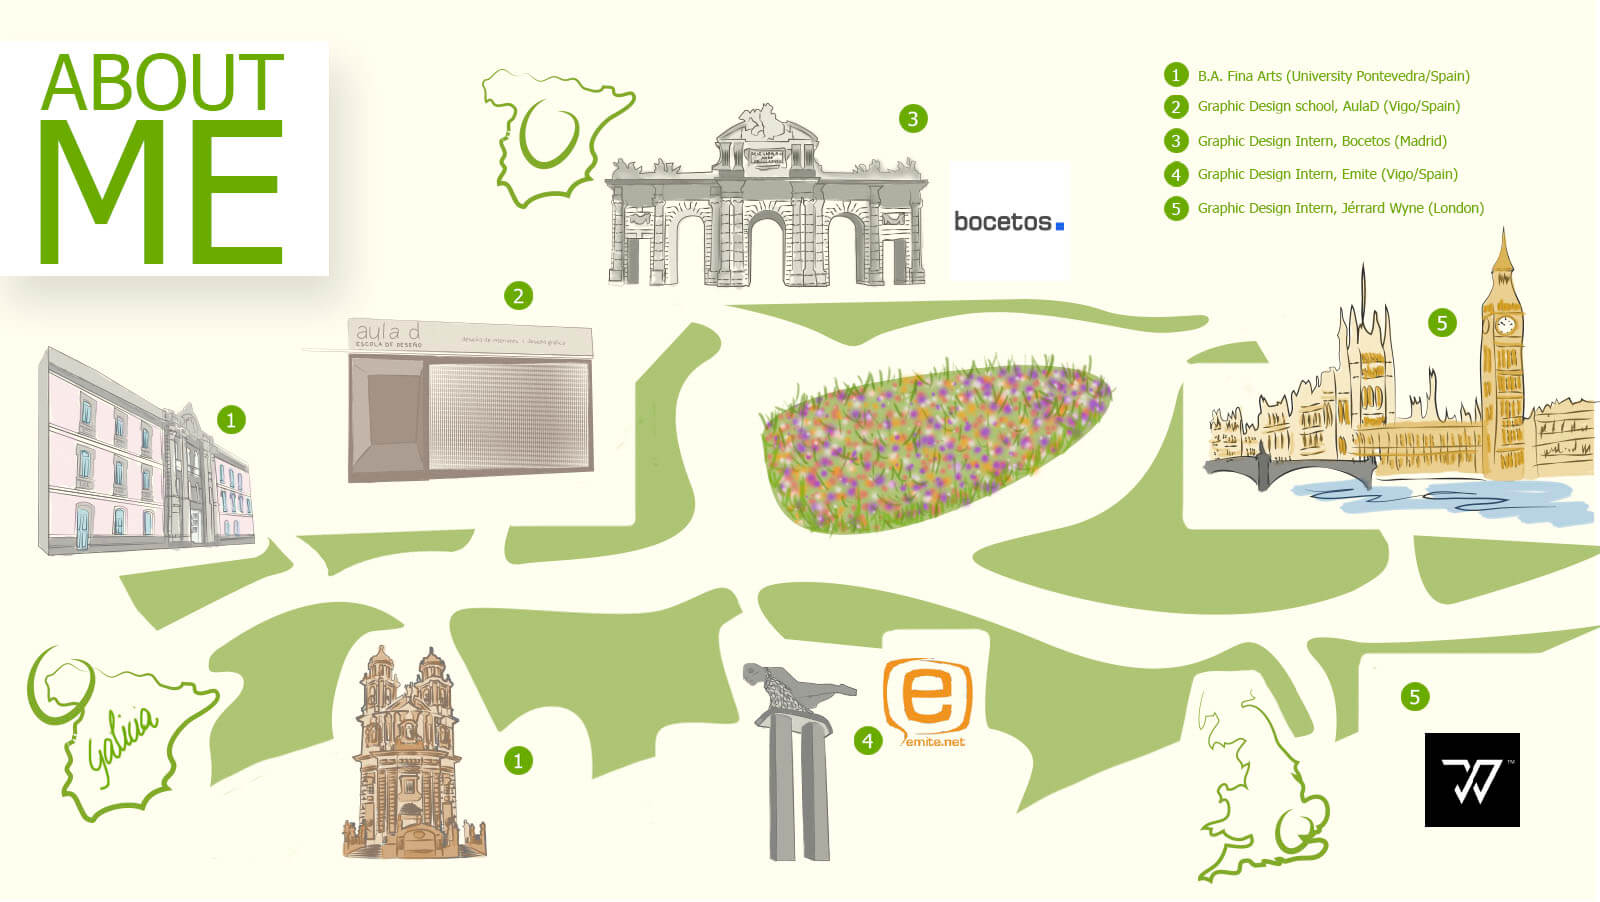 ABOUT
ME
1 B.A. Fina Arts (University Pontevedra/Spain)
2 Graphic Design school, AulaD (Vigo/Spain)
3 Graphic Design Intern, Bocetos (Madrid)
4 Graphic Design Intern, Emite (Vigo/Spain)
5 Graphic Design Intern, Jérrard Wyne (London)
3
bocetos.
2
aula d
ESCOLA DE DESEÑO
deseño de interiores | deseño gráfico
1
5
Galicia
1
4
e
emite.net
5
TM